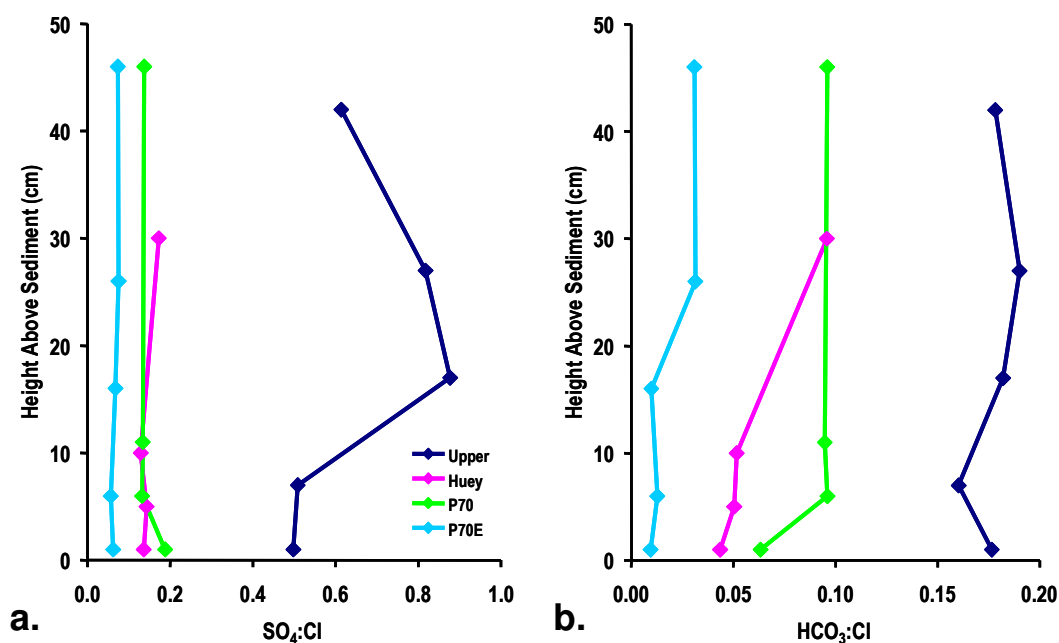 50
40
30
20
10
0
Height Above Sediment (cm)
0.0 0.2 0.4 0.6 0.8 1.0
SO₄:Cl
Upper
Huey
P70
P70E
a.
50
40
30
20
10
0
Height Above Sediment (cm)
0.00 0.05 0.10 0.15 0.20
HCO₃:Cl
b.